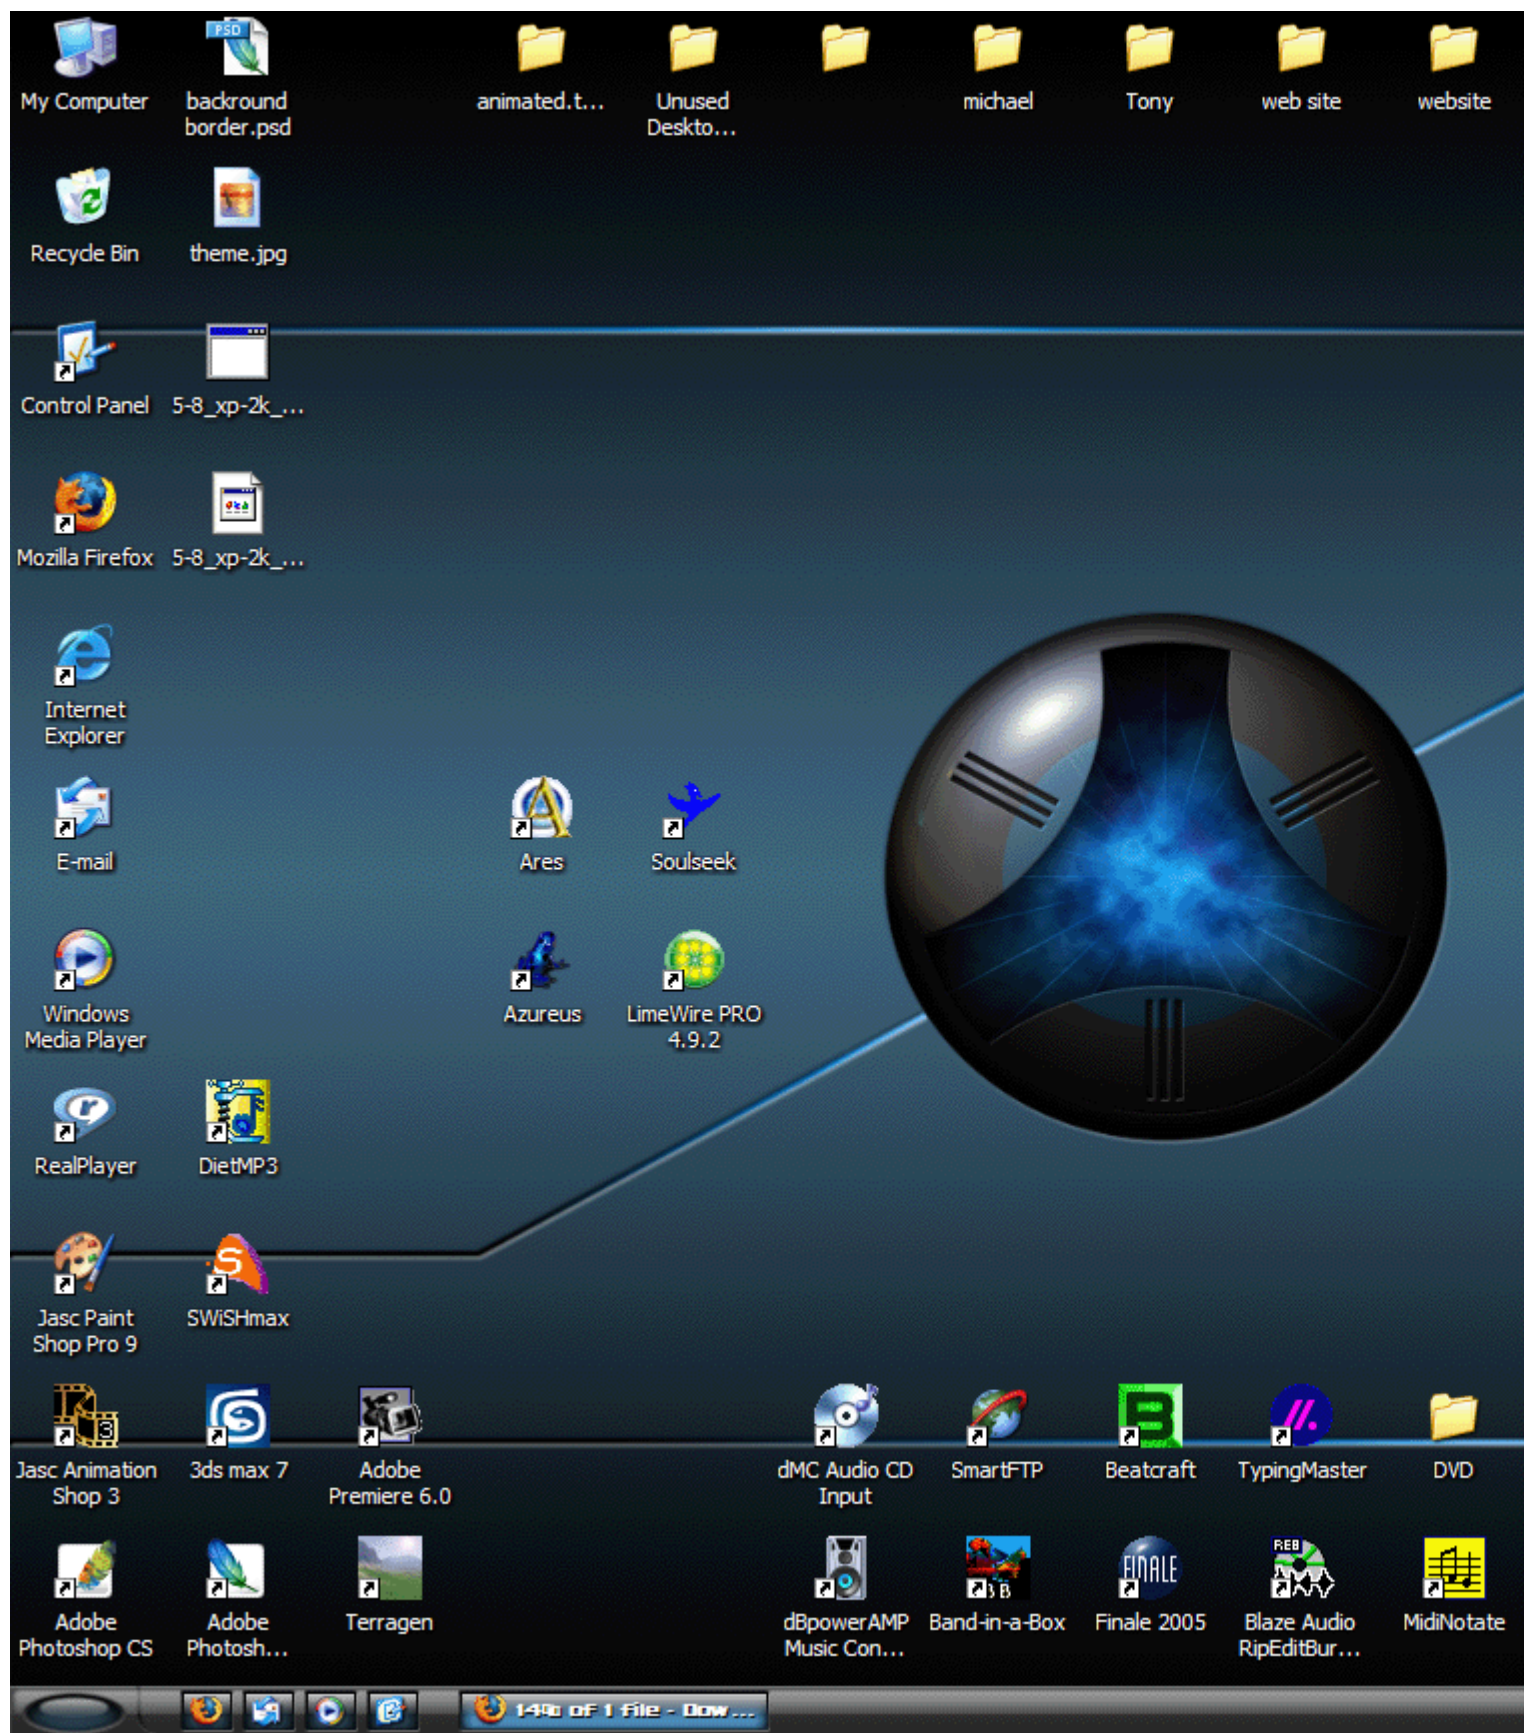 PSD
My Computer
backround
border.psd
animated.t...
Unused
Deskto...
michael
Tony
web site
website
Recycle Bin
theme.jpg
Control Panel
5-8_xp-2k_...
Mozilla Firefox
5-8_xp-2k_...
Internet
Explorer
E-mail
Ares
Soulseek
Windows
Media Player
Azureus
LimeWire PRO
4.9.2
RealPlayer
DietMP3
Jasc Paint
Shop Pro 9
SWiSHmax
Jasc Animation
Shop 3
3ds max 7
Adobe
Premiere 6.0
dMC Audio CD
Input
SmartFTP
Beatcraft
TypingMaster
DVD
FINALE
REB
Adobe
Photoshop CS
Adobe
Photosh...
Terragen
dBpowerAMP
Music Con...
Band-in-a-Box
Finale 2005
Blaze Audio
RipEditBur...
MidiNotate
14% of 1 file - Dow...